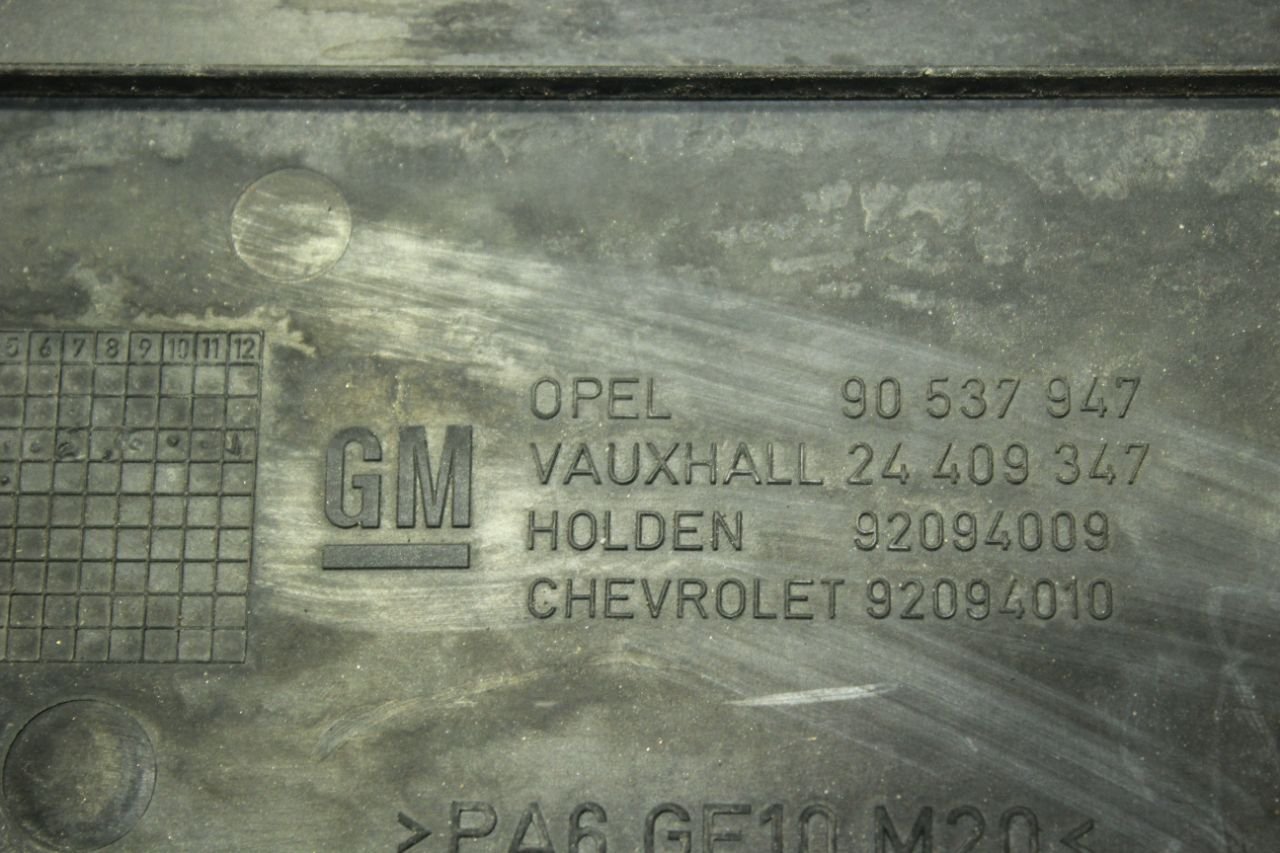 5 6 7 8 9 10 11 12
GM
OPEL 90 537 947
VAUXHALL 24 409 347
HOLDEN 92094009
CHEVROLET 92094010
>PA6 GF10 M20<